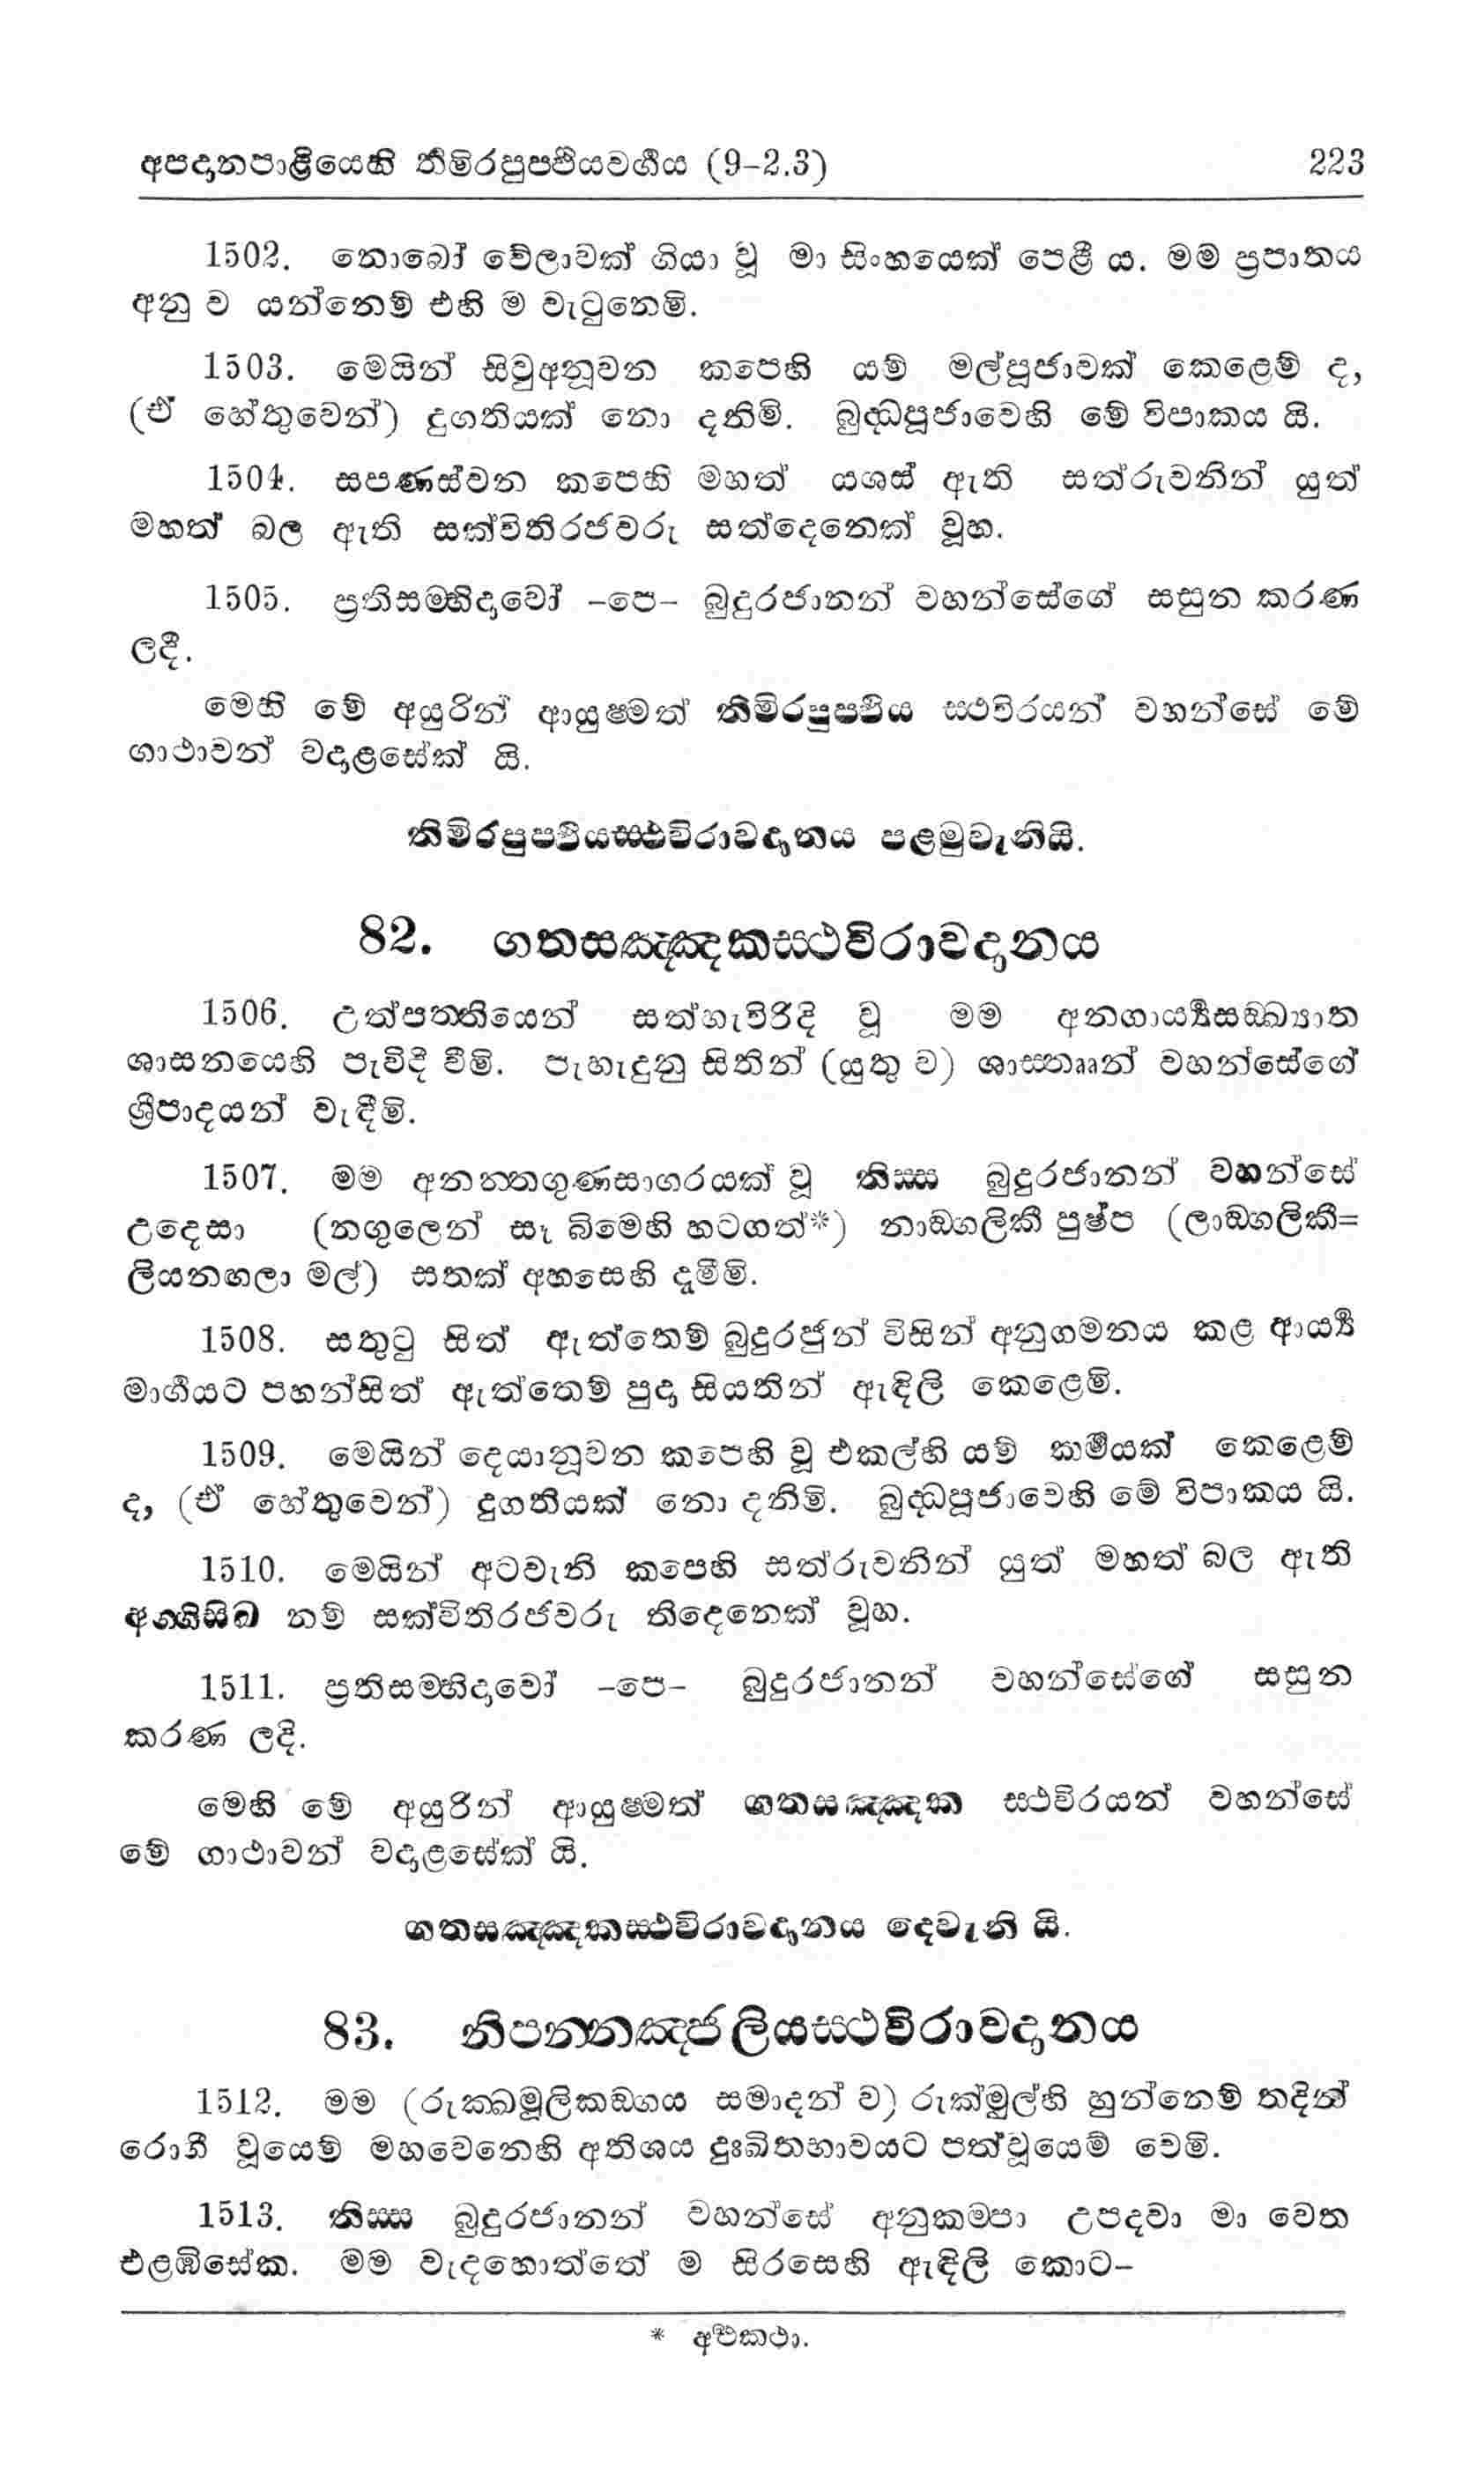 අපදානපාළියෙහි තිමිරපුප්ඵියවර්‍ගය (9-2.3) 223
1502. නොබෝ වේලාවක් ගියා වූ මා සිංහයෙක් පෙළී ය. මම ප්‍රපාතය
අනු ව යන්නෙම් එහි ම වැටුනෙමි.
1503. මෙයින් සිවුඅනූවන කපෙහි යම් මල්පූජාවක් කෙළෙම් ද,
(ඒ හේතුවෙන්) දුගතියක් නො දනිමි. බුද්ධපූජාවෙහි මේ විපාකය යි.
1504. සපණස්වන කපෙහි මහත් යශස් ඇති සත්රුවනින් යුත්
මහත් බල ඇති සක්විතිරජවරු සත්දෙනෙක් වූහ.
1505. ප්‍රතිසම්භිදාවෝ -පෙ- බුදුරජානන් වහන්සේගේ සසුන කරණ
ලදී.
මෙහි මේ අයුරින් ආයුෂ්මත් තිමිරපුප්ඵිය ස්ථවිරයන් වහන්සේ මේ
ගාථාවන් වදාළසේක් යි.
තිමිරපුප්ඵියස්ථවිරාවදානය පළමුවැනියි.
82. ගතසඤ්ඤකස්ථවිරාවදානය
1506. උත්පත්තියෙන් සත්හැවිරිදි වූ මම අනගාර්‍ය්‍යසඞ්ඛ්‍යාත
ශාසනයෙහි පැවිදි වීමි. පැහැදුනු සිතින් (යුතු ව) ශාස්තෲන් වහන්සේගේ
ශ්‍රීපාදයන් වැඳීමි.
1507. මම අනන්තගුණසාගරයක් වූ තිස්ස බුදුරජානන් වහන්සේ
උදෙසා (නගුලෙන් සෑ බිමෙහි හටගත්*) නාඞ්ගලිකී පුෂ්ප (ලාඞ්ගලිකී=
ලියනඟලා මල්) සතක් අහසෙහි දැමීමි.
1508. සතුටු සිත් ඇත්තෙම් බුදුරජුන් විසින් අනුගමනය කළ ආර්‍ය්‍ය
මාර්‍ගයට පහන්සිත් ඇත්තෙම් පුදා සියතින් ඇඳිලි කෙළෙමි.
1509. මෙයින් දෙයානූවන කපෙහි වූ එකල්හි යම් කර්‍මයක් කෙළෙම්
ද, (ඒ හේතුවෙන්) දුගතියක් නො දනිමි. බුද්ධපූජාවෙහි මේ විපාකය යි.
1510. මෙයින් අටවැනි කපෙහි සත්රුවනින් යුත් මහත් බල ඇති
අග්ගිසිඛ නම් සක්විතිරජවරු තිදෙනෙක් වූහ.
1511. ප්‍රතිසම්භිදාවෝ -පෙ- බුදුරජානන් වහන්සේගේ සසුන
කරණ ලදි.
මෙහි මේ අයුරින් ආයුෂ්මත් ගතසඤ්ඤක ස්ථවිරයන් වහන්සේ
මේ ගාථාවන් වදාළසේක් යි.
ගතසඤ්ඤකස්ථවිරාවදානය දෙවැනි යි.
83. නිපන්නඤ්ජලියස්ථවිරාවදානය
1512. මම (රුක්ඛමූලිකඞ්ගය සමාදන් ව) රුක්මුල්හි හුන්නෙම් තදින්
රොගී වූයෙම් මහවෙනෙහි අතිශය දුඃඛිතභාවයට පත්වූයෙම් වෙමි.
1513. තිස්ස බුදුරජානන් වහන්සේ අනුකම්පා උපදවා මා වෙත
එළඹිසේක. මම වැදහොත්තේ ම සිරසෙහි ඇඳිලි කොට-
* අට්ඨකථා.